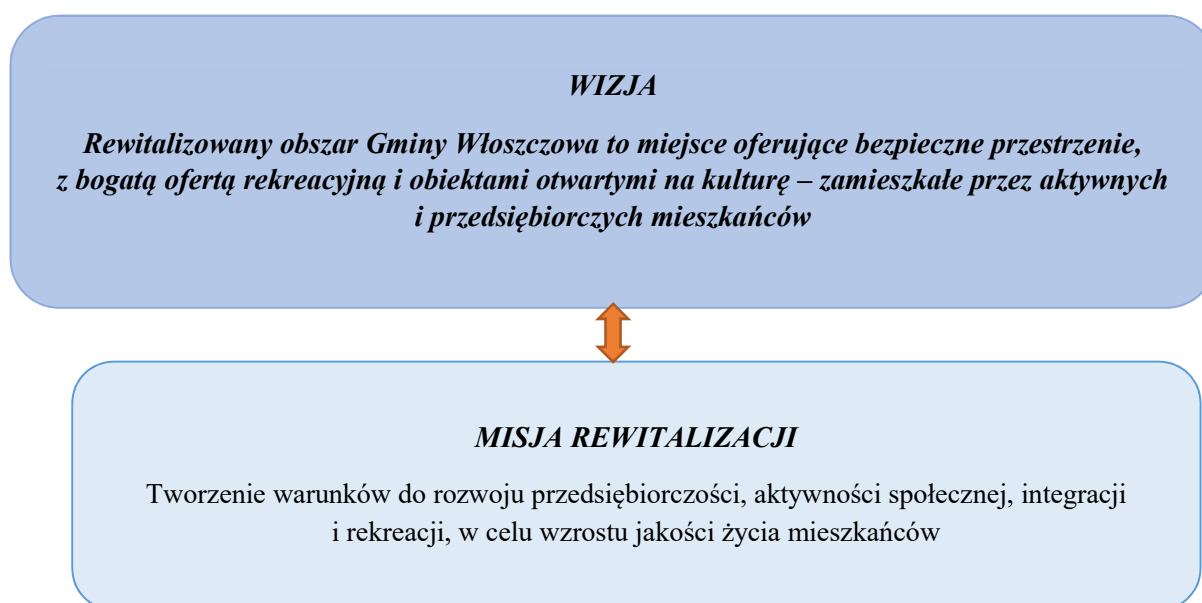 WIZJA
Rewitalizowany obszar Gminy Włoszczowa to miejsce oferujące bezpieczne przestrzenie,
z bogatą ofertą rekreacyjną i obiektami otwartymi na kulturę – zamieszkałe przez aktywnych
i przedsiębiorczych mieszkańców
MISJA REWITALIZACJI
Tworzenie warunków do rozwoju przedsiębiorczości, aktywności społecznej, integracji
i rekreacji, w celu wzrostu jakości życia mieszkańców